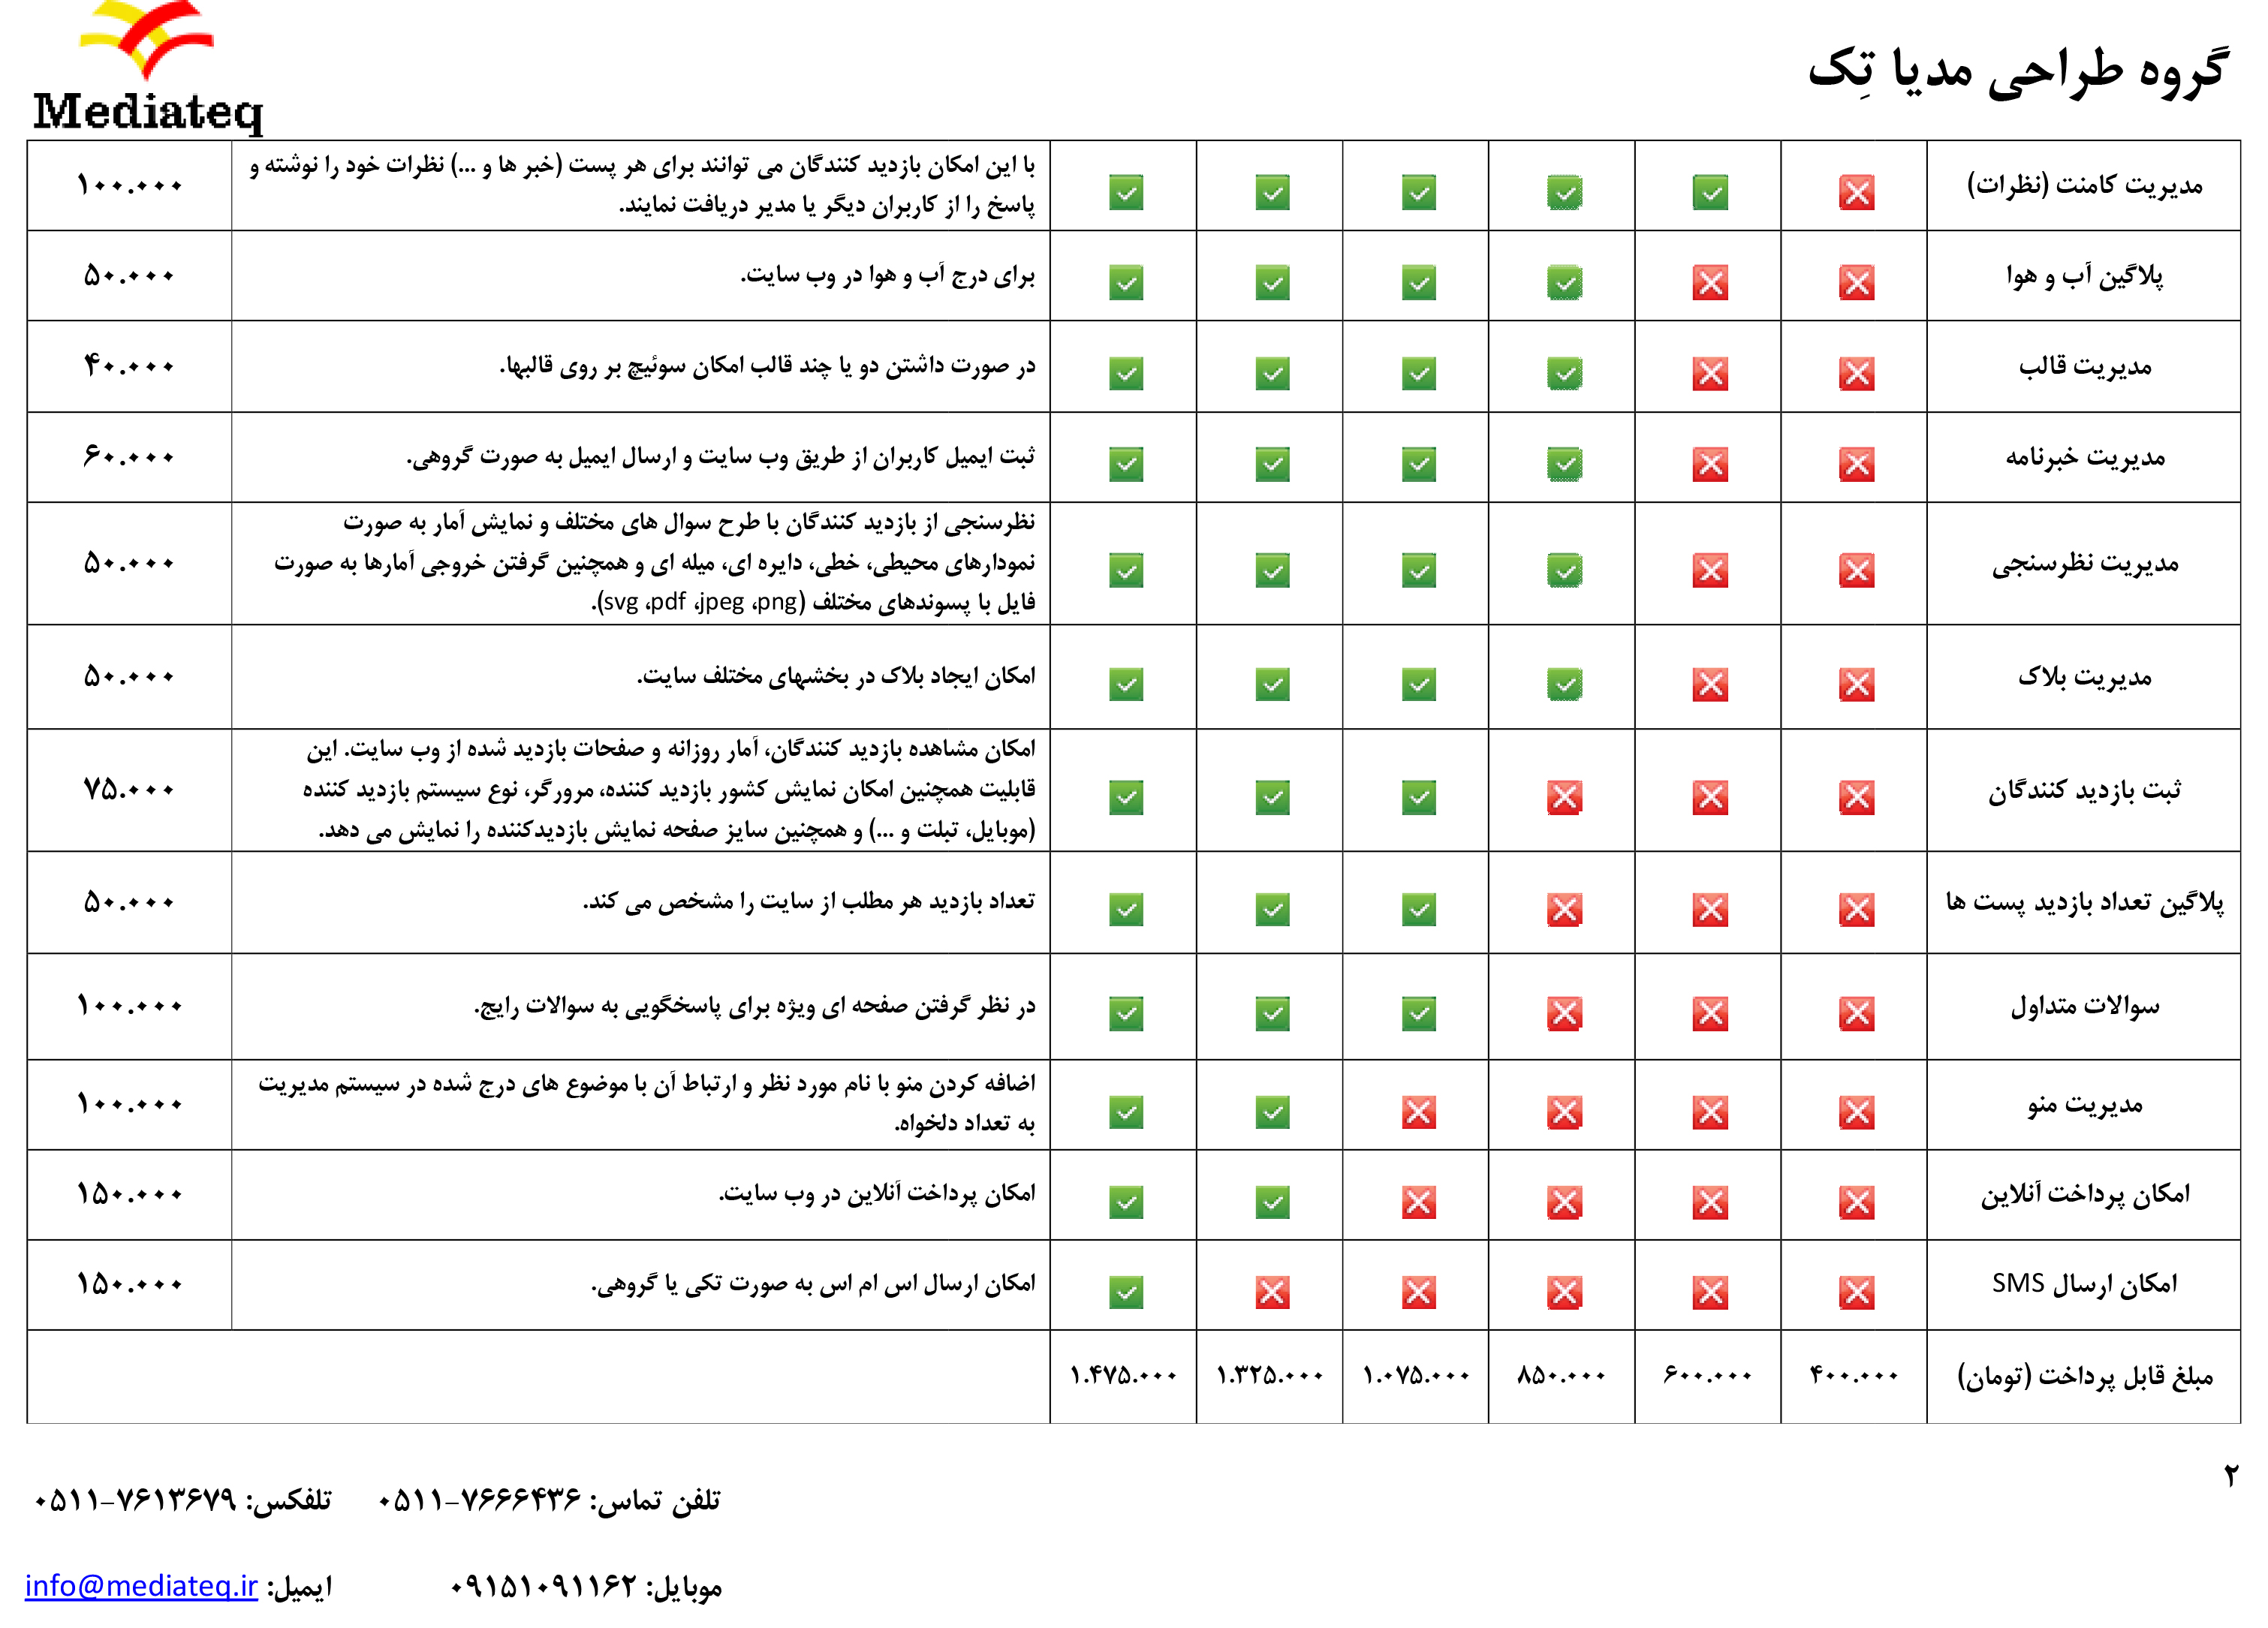 گروه طراحی مدیا تِک
Mediateq
مدیریت کامنت (نظرات)
با این امکان بازدید کنندگان می توانند برای هر پست (خبر ها و ...) نظرات خود را نوشته و
پاسخ را از کاربران دیگر یا مدیر دریافت نمایند.
۱۰۰.۰۰۰
پلاگین آب و هوا
برای درج آب و هوا در وب سایت.
۵۰.۰۰۰
مدیریت قالب
در صورت داشتن دو یا چند قالب امکان سوئیچ بر روی قالبها.
۴۰.۰۰۰
مدیریت خبرنامه
ثبت ایمیل کاربران از طریق وب سایت و ارسال ایمیل به صورت گروهی.
۶۰.۰۰۰
مدیریت نظرسنجی
نظرسنجی از بازدید کنندگان با طرح سوال های مختلف و نمایش آمار به صورت
نمودارهای محیطی، خطی، دایره ای، میله ای و همچنین گرفتن خروجی آمارها به صورت
فایل با پسوندهای مختلف (png، jpeg، pdf، svg).
۵۰.۰۰۰
مدیریت بلاک
امکان ایجاد بلاک در بخشهای مختلف سایت.
۵۰.۰۰۰
ثبت بازدید کنندگان
امکان مشاهده بازدید کنندگان، آمار روزانه و صفحات بازدید شده از وب سایت. این
قابلیت همچنین امکان نمایش کشور بازدید کننده، مرورگر، نوع سیستم بازدید کننده
(موبایل، تبلت و ...) و همچنین سایز صفحه نمایش بازدیدکننده را نمایش می دهد.
۷۵.۰۰۰
پلاگین تعداد بازدید پست ها
تعداد بازدید هر مطلب از سایت را مشخص می کند.
۵۰.۰۰۰
سوالات متداول
در نظر گرفتن صفحه ای ویژه برای پاسخگویی به سوالات رایج.
۱۰۰.۰۰۰
مدیریت منو
اضافه کردن منو با نام مورد نظر و ارتباط آن با موضوع های درج شده در سیستم مدیریت
به تعداد دلخواه.
۱۰۰.۰۰۰
امکان پرداخت آنلاین
امکان پرداخت آنلاین در وب سایت.
۱۵۰.۰۰۰
امکان ارسال SMS
امکان ارسال اس ام اس به صورت تکی یا گروهی.
۱۵۰.۰۰۰
مبلغ قابل پرداخت (تومان) ۴۰۰.۰۰۰ ۶۰۰.۰۰۰ ۸۵۰.۰۰۰ ۱.۰۷۵.۰۰۰ ۱.۳۲۵.۰۰۰ ۱.۴۷۵.۰۰۰
۲
تلفن تماس: ۷۶۶۶۴۳۶-۰۵۱۱ تلفکس: ۷۶۱۳۶۷۹-۰۵۱۱
موبایل: ۰۹۱۵۱۰۹۱۱۶۲ ایمیل: info@mediateq.ir